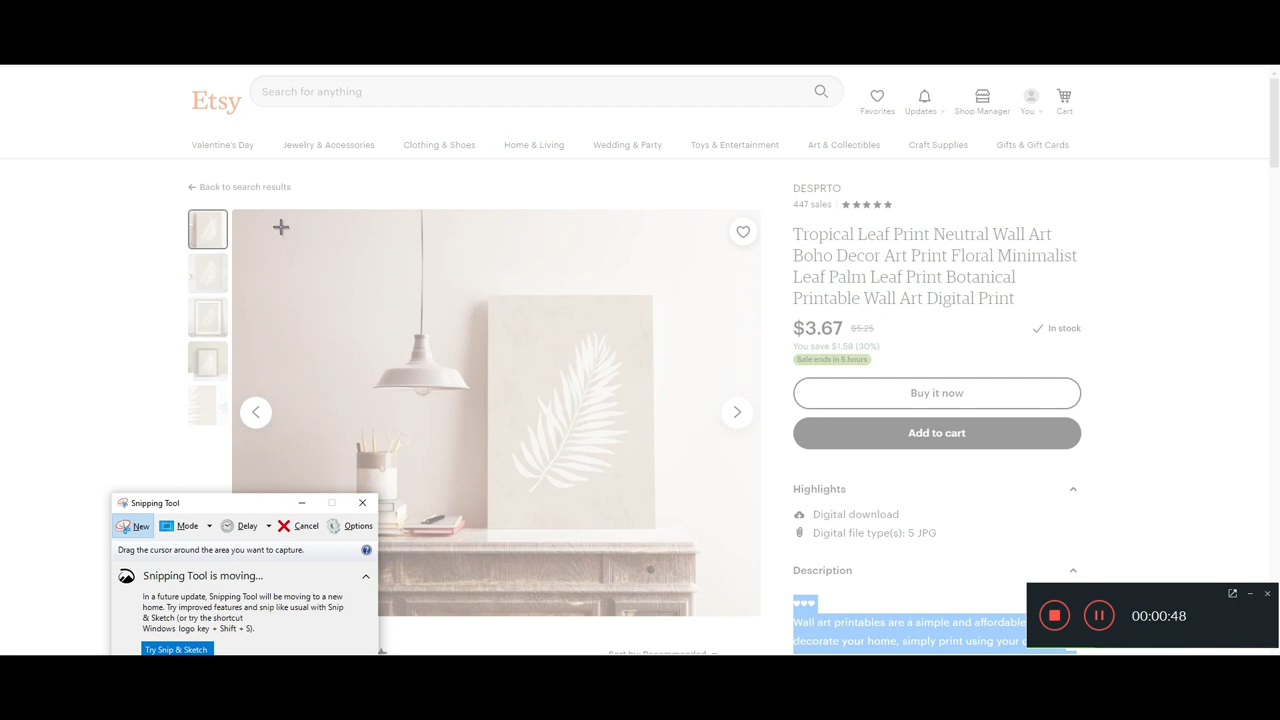 Etsy
Search for anything
Favorites
Updates
Shop Manager
You
Cart
Valentine's Day
Jewelry & Accessories
Clothing & Shoes
Home & Living
Wedding & Party
Toys & Entertainment
Art & Collectibles
Craft Supplies
Gifts & Gift Cards
Back to search results
DESPRTO
447 sales
Tropical Leaf Print Neutral Wall Art
Boho Decor Art Print Floral Minimalist
Leaf Palm Leaf Print Botanical
Printable Wall Art Digital Print
$3.67 $5.25
In stock
You save $1.58 (30%)
Sale ends in 5 hours
Buy it now
Add to cart
Highlights
Digital download
Digital file type(s): 5 JPG
Description
♥♥♥
Wall art printables are a simple and affordable
decorate your home, simply print using your
Snipping Tool
New
Mode
Delay
Cancel
Options
Drag the cursor around the area you want to capture.
Snipping Tool is moving...
In a future update, Snipping Tool will be moving to a new
home. Try improved features and snip like usual with Snip
& Sketch (or try the shortcut
Windows logo key + Shift + S).
Try Snip & Sketch
Sort by: Recommended
00:00:48